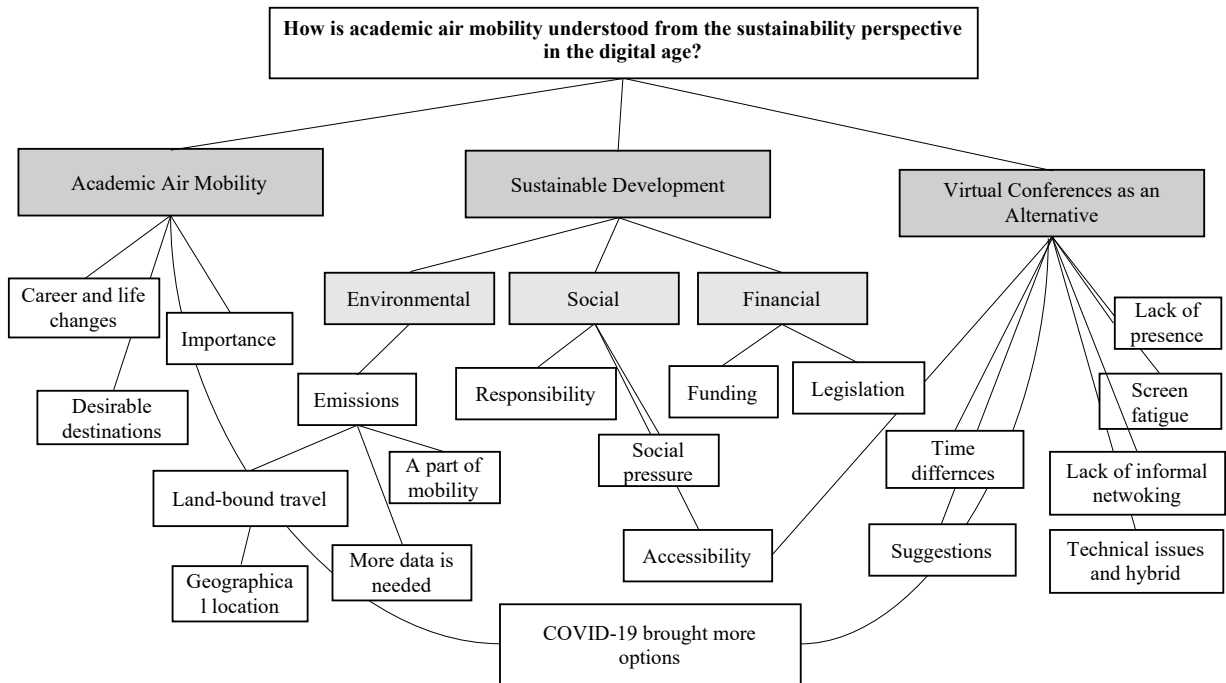 How is academic air mobility understood from the sustainability perspective
in the digital age?
Academic Air Mobility
Sustainable Development
Virtual Conferences as an
Alternative
Career and life
changes
Importance
Desirable
destinations
Environmental
Social
Financial
Lack of
presence
Emissions
Responsibility
Funding
Legislation
Screen
fatigue
A part of
mobility
Social
pressure
Time
differnces
Lack of informal
netwoking
Land-bound travel
Geographica
l location
More data is
needed
Accessibility
Suggestions
Technical issues
and hybrid
COVID-19 brought more
options